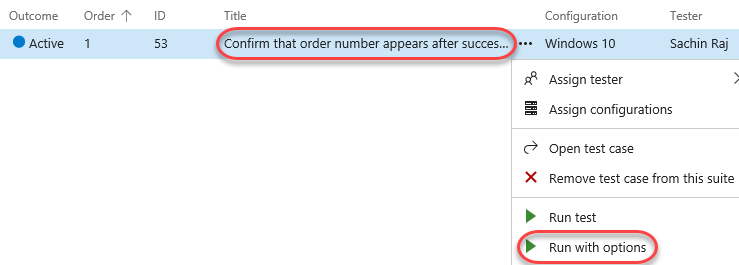 Outcome Order ↑ ID Title Configuration Tester
Active 1 53 Confirm that order number appears after succes... ••• Windows 10 Sachin Raj
Assign tester
Assign configurations
Open test case
Remove test case from this suite
Run test
Run with options